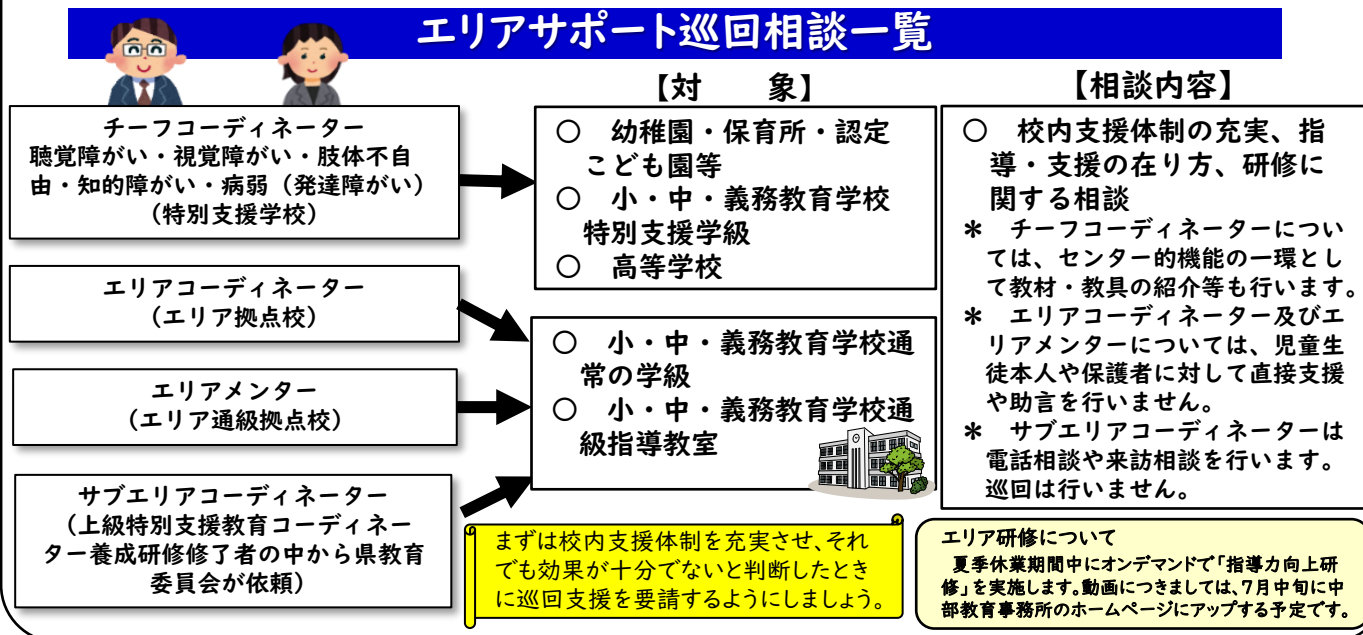 エリアサポート巡回相談一覧
チーフコーディネーター
聴覚障がい・視覚障がい・肢体不自
由・知的障がい・病弱（発達障がい）
（特別支援学校）
エリアコーディネーター
（エリア拠点校）
エリアメンター
（エリア通級拠点校）
サブエリアコーディネーター
（上級特別支援教育コーディネー
ター養成研修修了者の中から県教育
委員会が依頼）
【対　象】
○　幼稚園・保育所・認定
こども園等
○　小・中・義務教育学校
特別支援学級
○　高等学校
○　小・中・義務教育学校通
常の学級
○　小・中・義務教育学校通
級指導教室
【相談内容】
○　校内支援体制の充実、指
導・支援の在り方、研修に
関する相談
＊　チーフコーディネーターについ
ては、センター的機能の一環とし
て教材・教具の紹介等も行います。
＊　エリアコーディネーター及びエ
リアメンターについては、児童生
徒本人や保護者に対して直接支援
や助言を行いません。
＊　サブエリアコーディネーターは
電話相談や来訪相談を行います。
巡回は行いません。
まずは校内支援体制を充実させ、それ
でも効果が十分でないと判断したとき
に巡回支援を要請するようにしましょう。
エリア研修について
夏季休業期間中にオンデマンドで「指導力向上研
修」を実施します。動画につきましては、7月中旬に中
部教育事務所のホームページにアップする予定です。